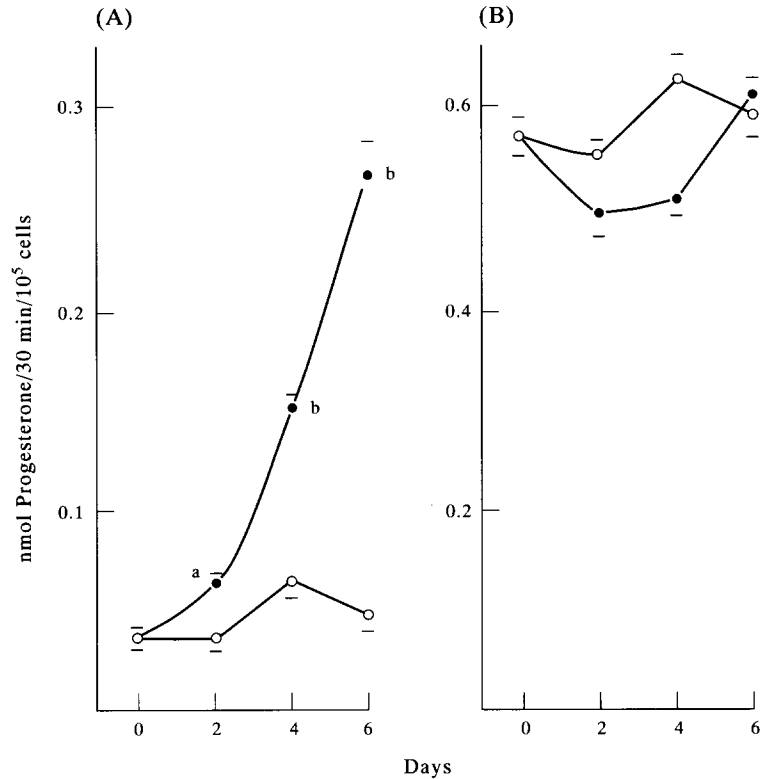 (A)
(B)
nmol Progesterone/30 min/10⁵ cells
0.3
0.2
0.1
b
b
a
0 2 4 6
0.6
0.4
0.2
0 2 4 6
Days